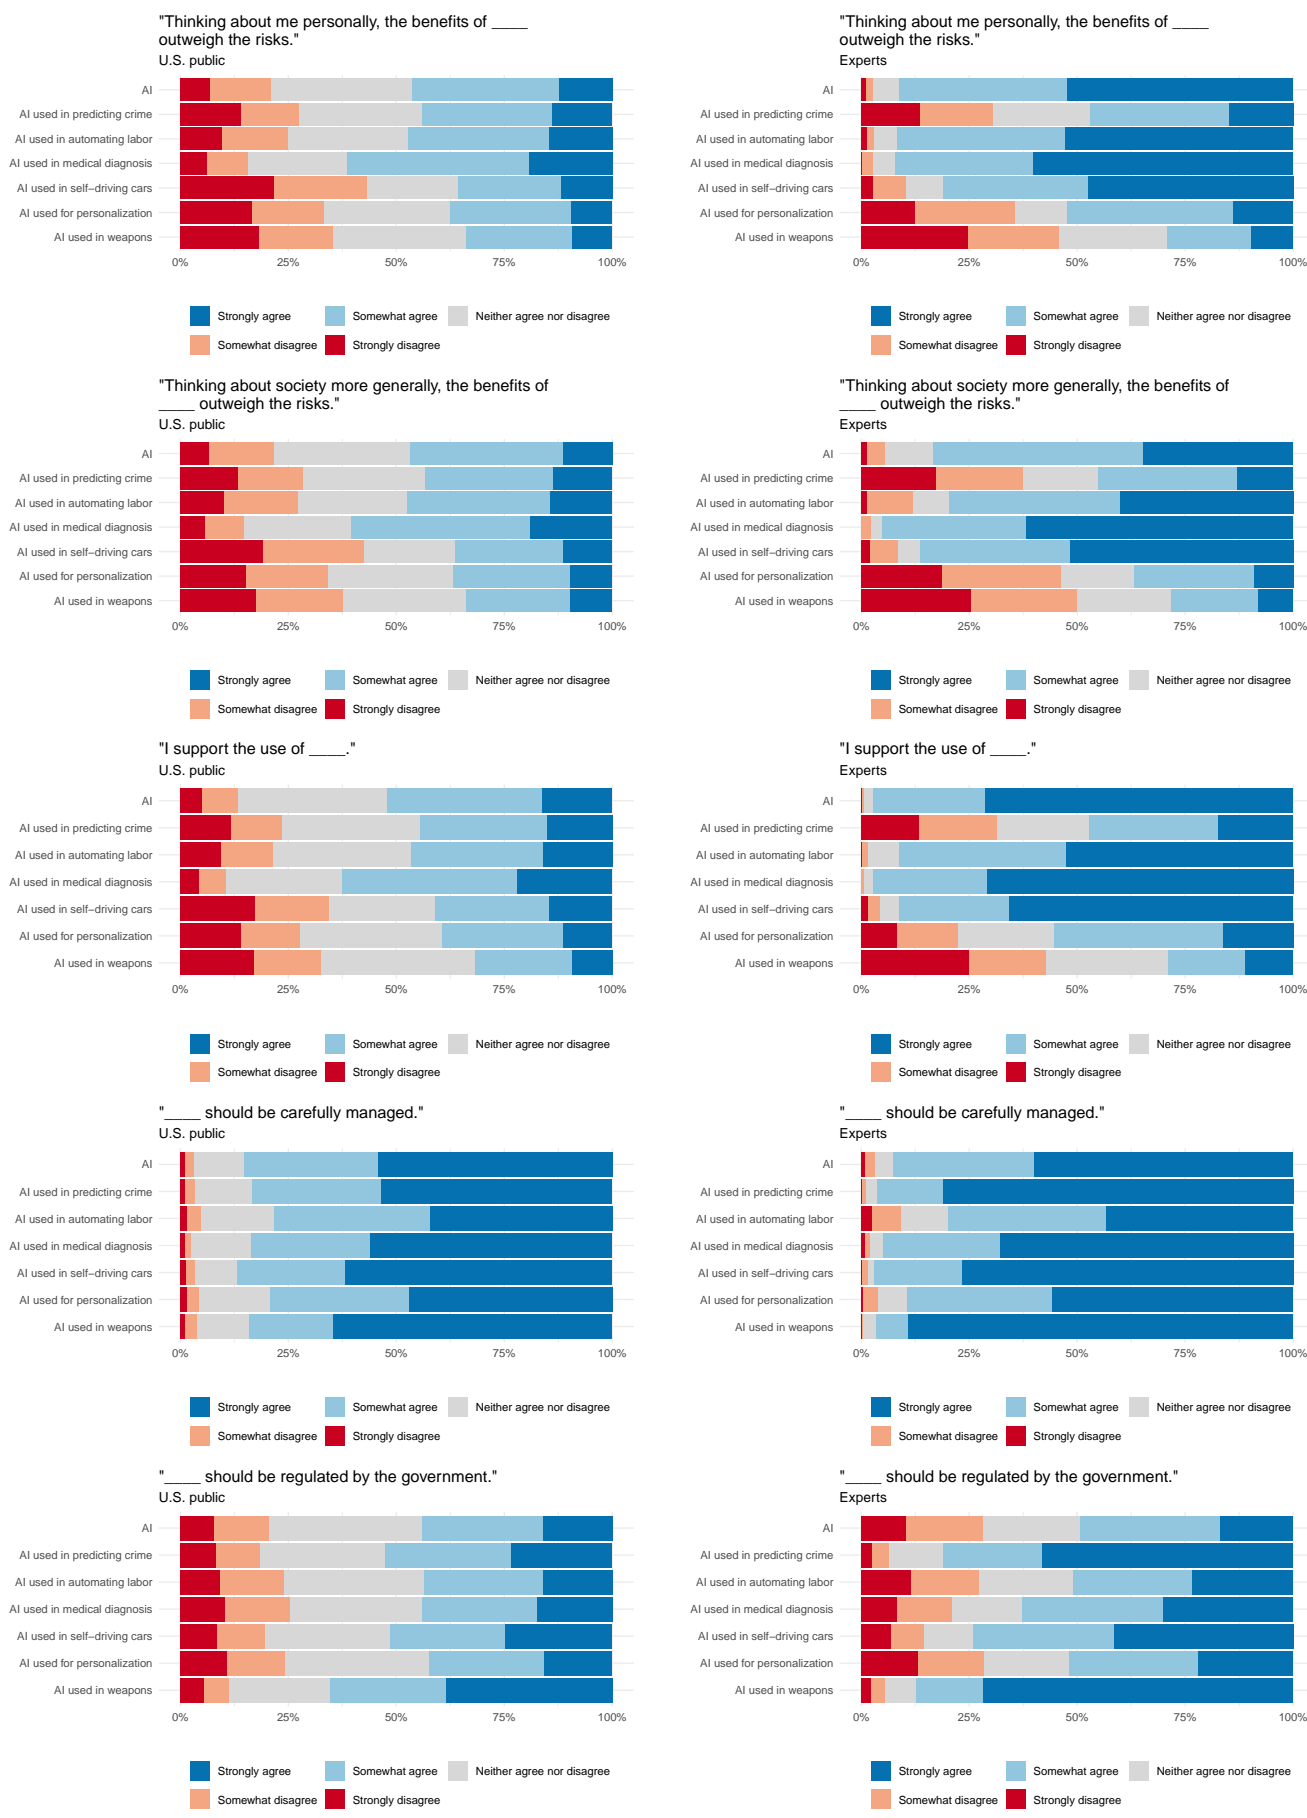 "Thinking about me personally, the benefits of ____
outweigh the risks."
U.S. public
AI
AI used in predicting crime
AI used in automating labor
AI used in medical diagnosis
AI used in self−driving cars
AI used for personalization
AI used in weapons
0% 25% 50% 75% 100%
Strongly agree Somewhat agree Neither agree nor disagree
Somewhat disagree Strongly disagree
"Thinking about me personally, the benefits of ____
outweigh the risks."
Experts
AI
AI used in predicting crime
AI used in automating labor
AI used in medical diagnosis
AI used in self−driving cars
AI used for personalization
AI used in weapons
0% 25% 50% 75% 100%
Strongly agree Somewhat agree Neither agree nor disagree
Somewhat disagree Strongly disagree
"Thinking about society more generally, the benefits of
____ outweigh the risks."
U.S. public
AI
AI used in predicting crime
AI used in automating labor
AI used in medical diagnosis
AI used in self−driving cars
AI used for personalization
AI used in weapons
0% 25% 50% 75% 100%
Strongly agree Somewhat agree Neither agree nor disagree
Somewhat disagree Strongly disagree
"Thinking about society more generally, the benefits of
____ outweigh the risks."
Experts
AI
AI used in predicting crime
AI used in automating labor
AI used in medical diagnosis
AI used in self−driving cars
AI used for personalization
AI used in weapons
0% 25% 50% 75% 100%
Strongly agree Somewhat agree Neither agree nor disagree
Somewhat disagree Strongly disagree
"I support the use of ____."
U.S. public
AI
AI used in predicting crime
AI used in automating labor
AI used in medical diagnosis
AI used in self−driving cars
AI used for personalization
AI used in weapons
0% 25% 50% 75% 100%
Strongly agree Somewhat agree Neither agree nor disagree
Somewhat disagree Strongly disagree
"I support the use of ____."
Experts
AI
AI used in predicting crime
AI used in automating labor
AI used in medical diagnosis
AI used in self−driving cars
AI used for personalization
AI used in weapons
0% 25% 50% 75% 100%
Strongly agree Somewhat agree Neither agree nor disagree
Somewhat disagree Strongly disagree
"____ should be carefully managed."
U.S. public
AI
AI used in predicting crime
AI used in automating labor
AI used in medical diagnosis
AI used in self−driving cars
AI used for personalization
AI used in weapons
0% 25% 50% 75% 100%
Strongly agree Somewhat agree Neither agree nor disagree
Somewhat disagree Strongly disagree
"____ should be carefully managed."
Experts
AI
AI used in predicting crime
AI used in automating labor
AI used in medical diagnosis
AI used in self−driving cars
AI used for personalization
AI used in weapons
0% 25% 50% 75% 100%
Strongly agree Somewhat agree Neither agree nor disagree
Somewhat disagree Strongly disagree
"____ should be regulated by the government."
U.S. public
AI
AI used in predicting crime
AI used in automating labor
AI used in medical diagnosis
AI used in self−driving cars
AI used for personalization
AI used in weapons
0% 25% 50% 75% 100%
Strongly agree Somewhat agree Neither agree nor disagree
Somewhat disagree Strongly disagree
"____ should be regulated by the government."
Experts
AI
AI used in predicting crime
AI used in automating labor
AI used in medical diagnosis
AI used in self−driving cars
AI used for personalization
AI used in weapons
0% 25% 50% 75% 100%
Strongly agree Somewhat agree Neither agree nor disagree
Somewhat disagree Strongly disagree